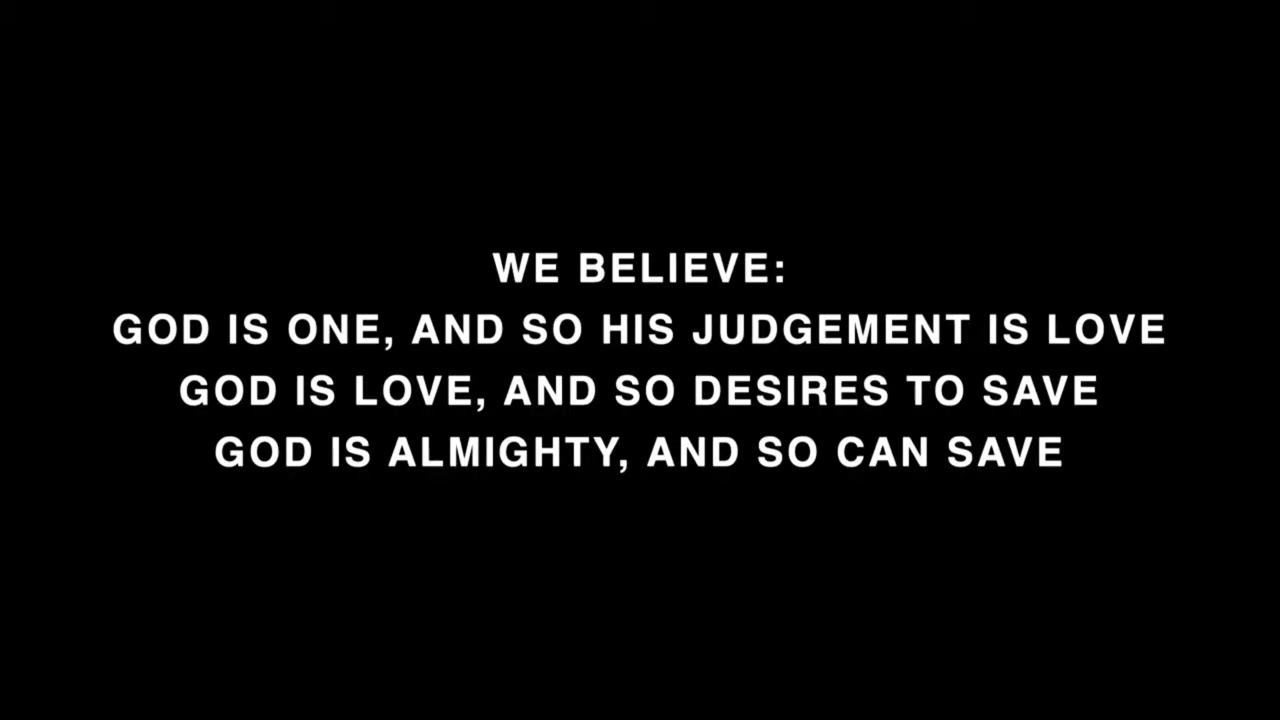 WE BELIEVE:
GOD IS ONE, AND SO HIS JUDGEMENT IS LOVE
GOD IS LOVE, AND SO DESIRES TO SAVE
GOD IS ALMIGHTY, AND SO CAN SAVE